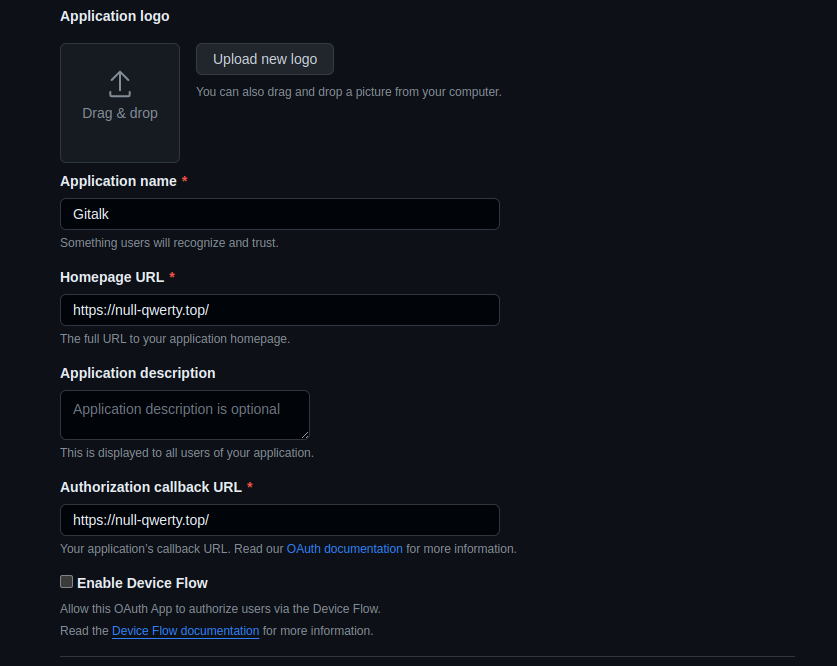 Application logo
Upload new logo
Drag & drop
You can also drag and drop a picture from your computer.
Application name *
Gitalk
Something users will recognize and trust.
Homepage URL *
https://null-qwerty.top/
The full URL to your application homepage.
Application description
Application description is optional
This is displayed to all users of your application.
Authorization callback URL *
https://null-qwerty.top/
Your application’s callback URL. Read our OAuth documentation for more information.
Enable Device Flow
Allow this OAuth App to authorize users via the Device Flow.
Read the Device Flow documentation for more information.